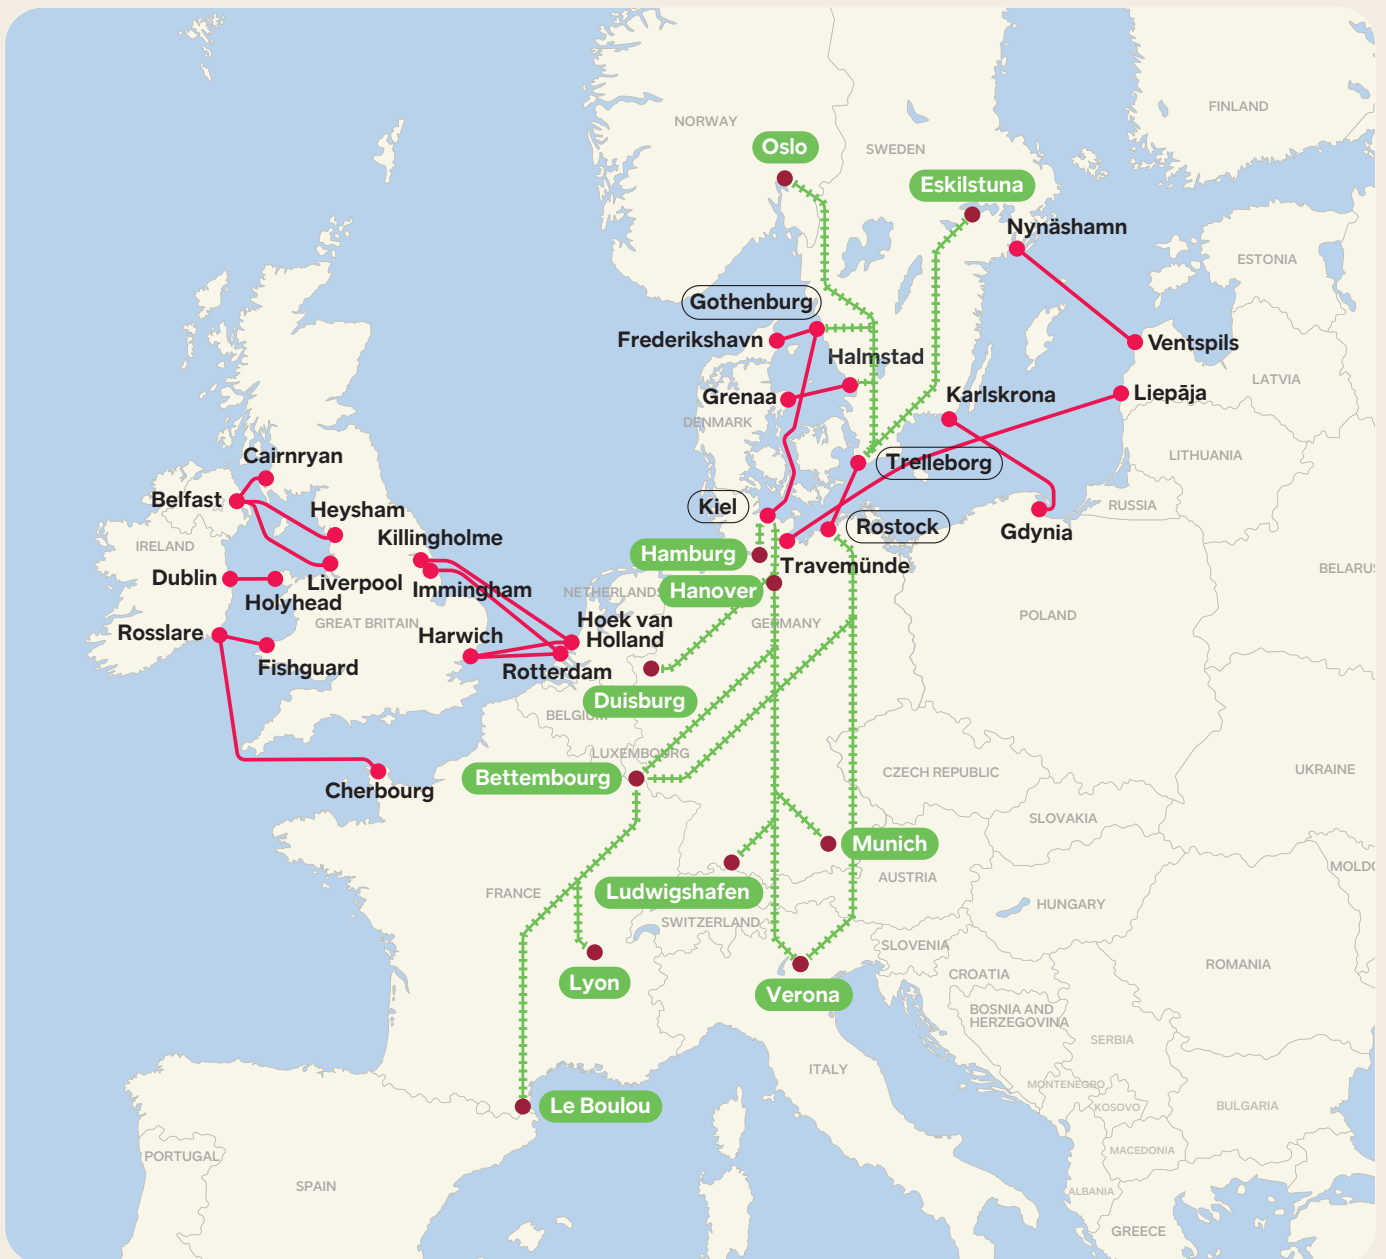 FINLAND
NORWAY
Oslo
SWEDEN
Eskilstuna
Nynäshamn
ESTONIA
Gothenburg
Frederikshavn
Ventspils
Halmstad
LATVIA
Grenaa
Karlskrona
Liepāja
DENMARK
Cairnryan
LITHUANIA
Trelleborg
Belfast
Heysham
Kiel
RUSSIA
Killingholme
Rostock
Gdynia
IRELAND
Hamburg
Travemünde
BELARUS
Dublin
Liverpool
Immingham
NETHERLANDS
Hanover
Holyhead
GREAT BRITAIN
Hoek van
Holland
GERMANY
POLAND
Rosslare
Harwich
Fishguard
Rotterdam
Duisburg
BELGIUM
LUXEMBOURG
Bettembourg
CZECH REPUBLIC
UKRAINE
Cherbourg
SLOVAKIA
Munich
MOLDO
AUSTRIA
Ludwigshafen
FRANCE
HUNGARY
SWITZERLAND
SLOVENIA
ROMANIA
Lyon
CROATIA
Verona
BOSNIA AND
HERZEGOVINA
SERBIA
ITALY
MONTENEGRO
Le Boulou
KOSOVO
BULGARIA
PORTUGAL
MACEDONIA
SPAIN
ALBANIA
GREECE